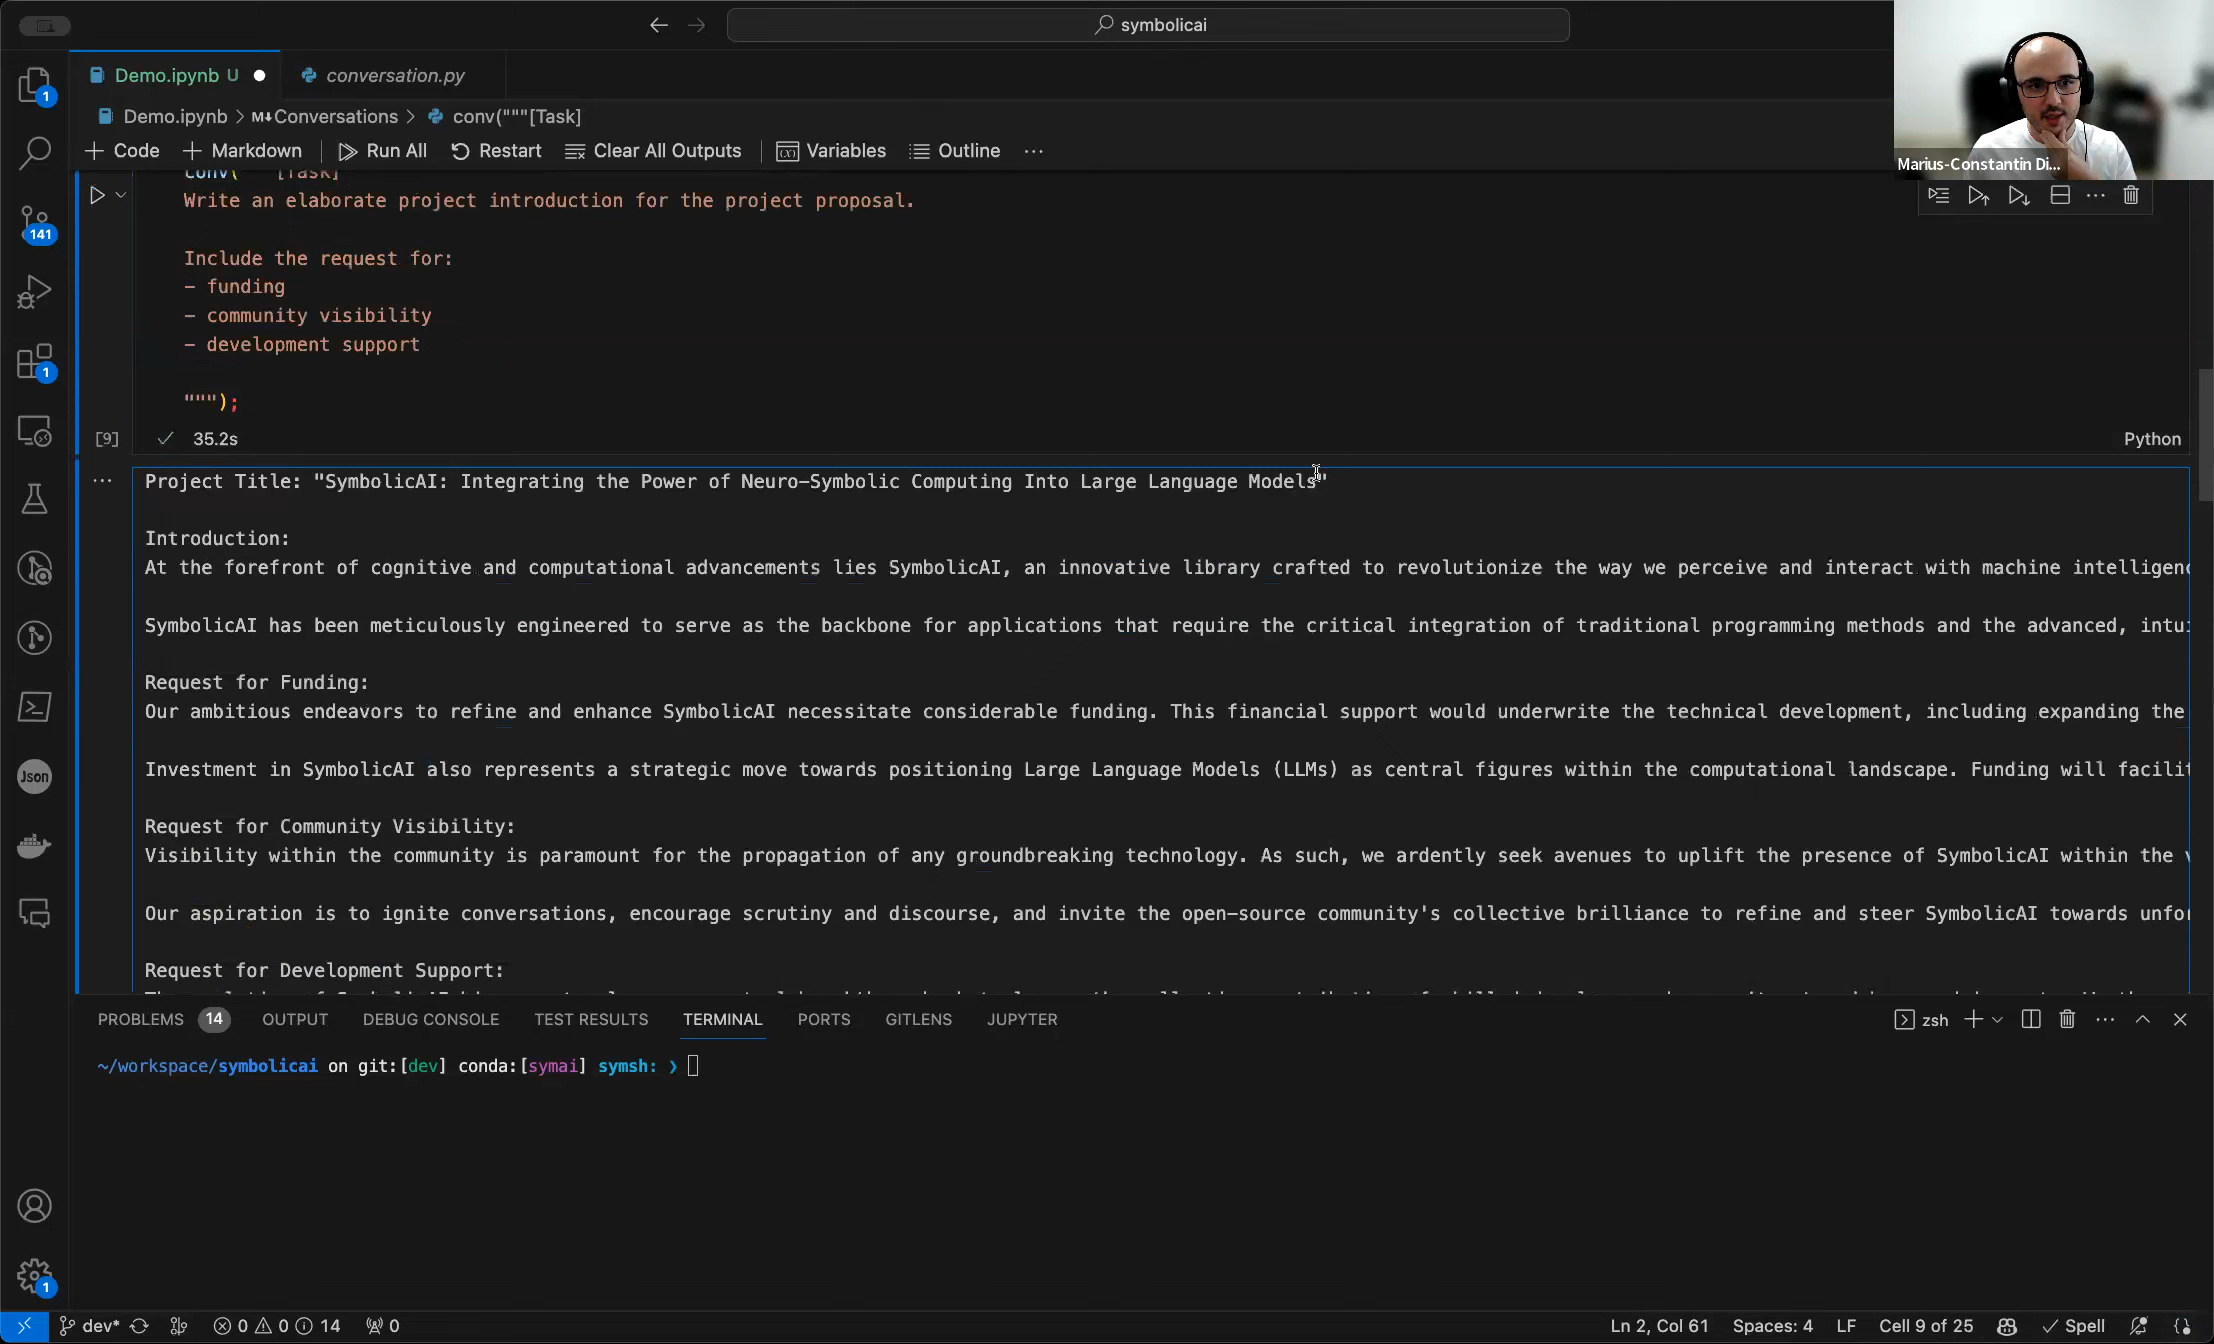 symbolicai
Demo.ipynb U
conversation.py
Demo.ipynb > M↓Conversations > conv("""[Task]
+ Code + Markdown Run All Restart Clear All Outputs Variables Outline ...
Marius-Constantin Di...
conv("""[Task]
Write an elaborate project introduction for the project proposal.
Include the request for:
- funding
- community visibility
- development support
""");
[9] 35.2s
Python
Project Title: "SymbolicAI: Integrating the Power of Neuro-Symbolic Computing Into Large Language Models"
Introduction:
At the forefront of cognitive and computational advancements lies SymbolicAI, an innovative library crafted to revolutionize the way we perceive and interact with machine
SymbolicAI has been meticulously engineered to serve as the backbone for applications that require the critical integration of traditional programming methods and the advanced,
Request for Funding:
Our ambitious endeavors to refine and enhance SymbolicAI necessitate considerable funding. This financial support would underwrite the technical development, including expanding the
Investment in SymbolicAI also represents a strategic move towards positioning Large Language Models (LLMs) as central figures within the computational landscape. Funding will
Request for Community Visibility:
Visibility within the community is paramount for the propagation of any groundbreaking technology. As such, we ardently seek avenues to uplift the presence of SymbolicAI within the
Our aspiration is to ignite conversations, encourage scrutiny and discourse, and invite the open-source community's collective brilliance to refine and steer SymbolicAI towards
Request for Development Support:
PROBLEMS 14 OUTPUT DEBUG CONSOLE TEST RESULTS TERMINAL PORTS GITLENS JUPYTER
zsh
~/workspace/symbolicai on git:[dev] conda:[symai] symsh: ❯
1
141
1
Json
1
dev* 0 0 14 0
Ln 2, Col 61 Spaces: 4 LF Cell 9 of 25 Spell